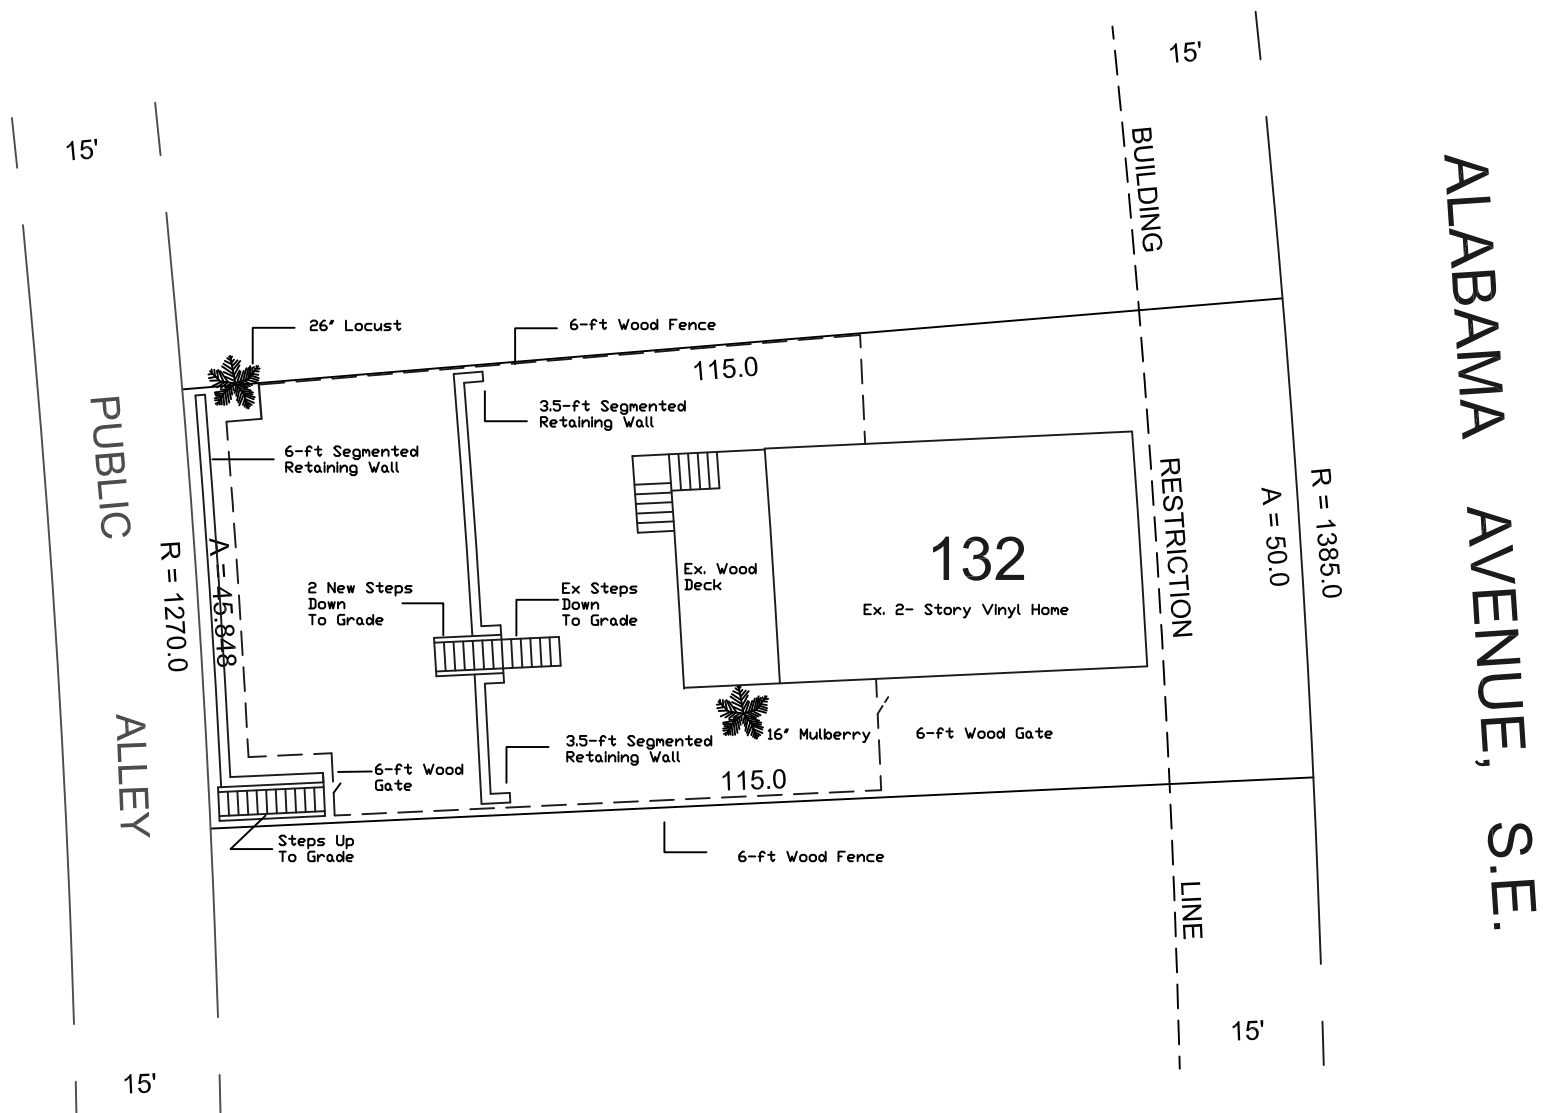 15'
15'
BUILDING
RESTRICTION
LINE
ALABAMA AVENUE, S.E.
26" Locust
6-ft Wood Fence
115.0
3.5-ft Segmented
Retaining Wall
6-ft Segmented
Retaining Wall
PUBLIC
ALLEY
R = 1270.0
A = 45.848
A = 50.0
R = 1385.0
132
Ex. 2- Story Vinyl Home
Ex. Wood
Deck
2 New Steps
Down
To Grade
Ex Steps
Down
To Grade
16" Mulberry
6-ft Wood Gate
3.5-ft Segmented
Retaining Wall
6-ft Wood
Gate
115.0
Steps Up
To Grade
6-ft Wood Fence
15'
15'